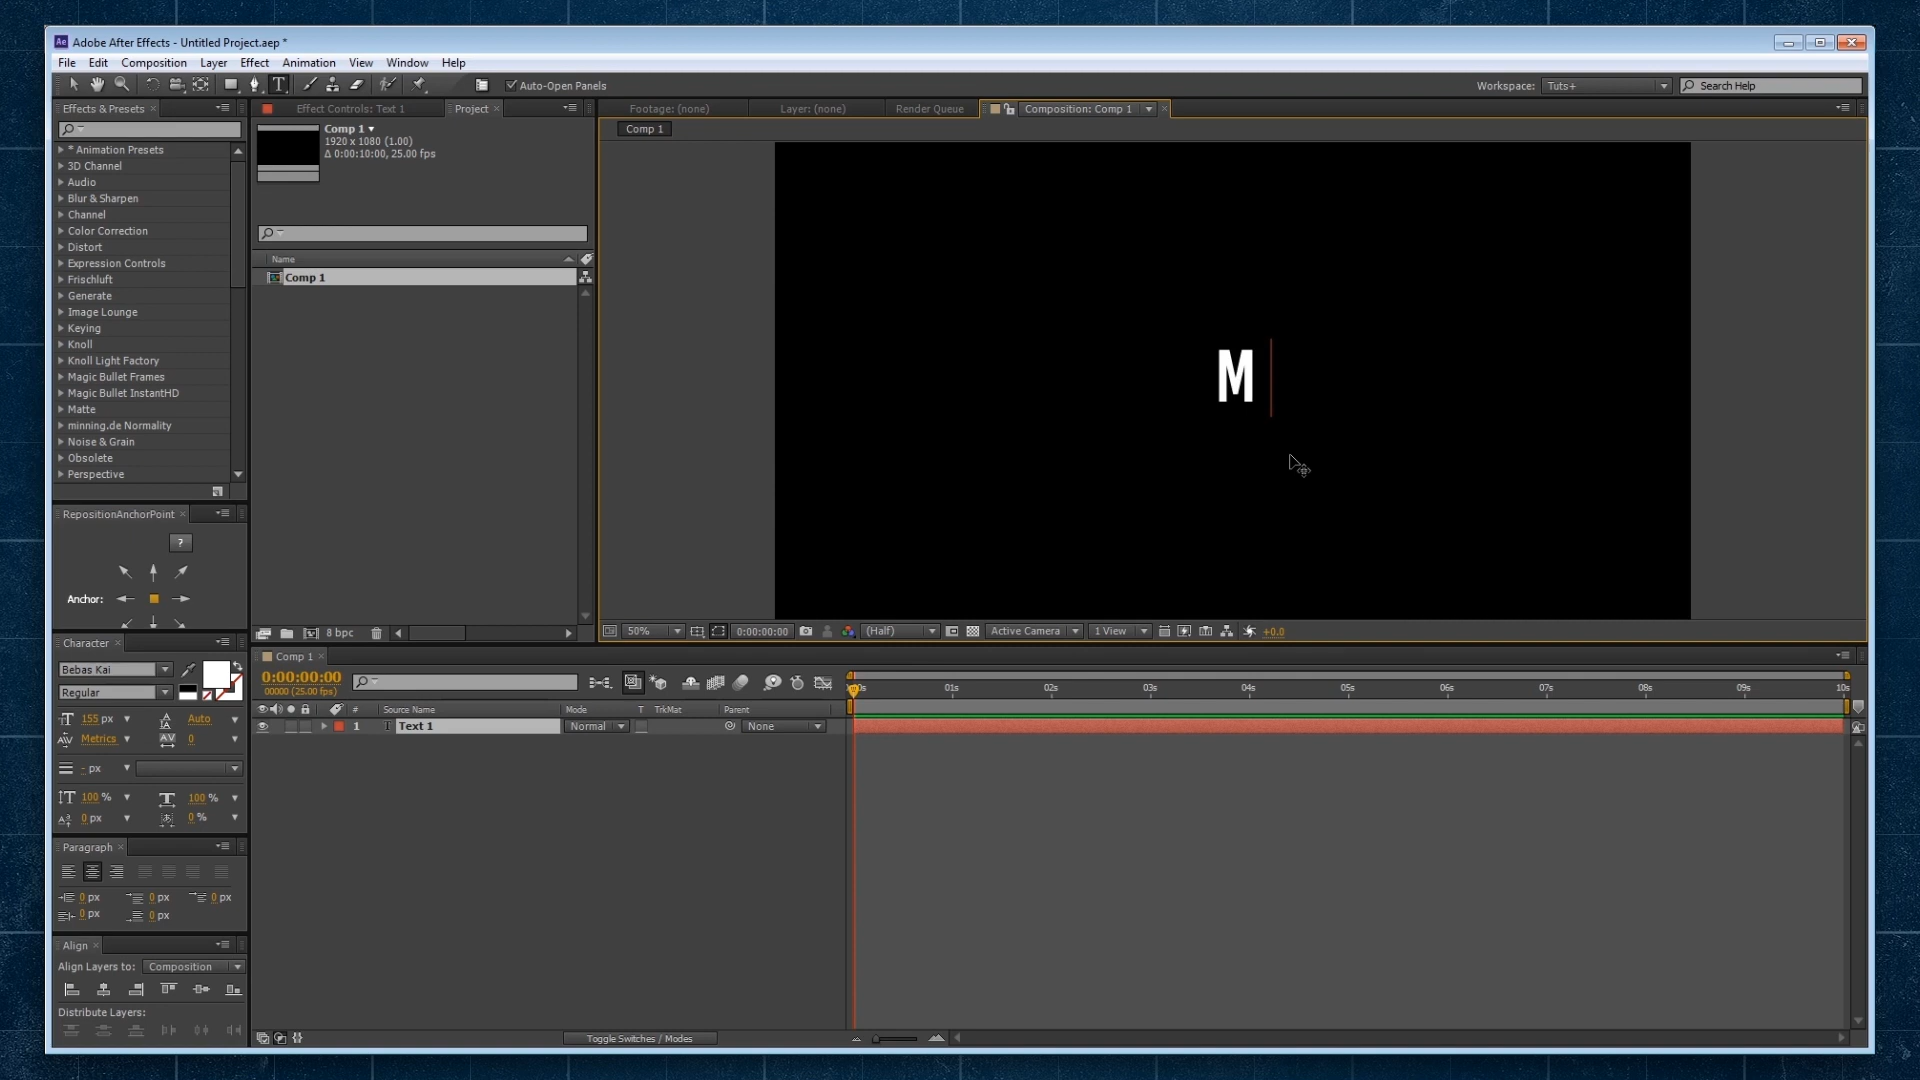 Ae Adobe After Effects - Untitled Project.aep *
File Edit Composition Layer Effect Animation View Window Help
T Auto-Open Panels Workspace: Tuts+ Search Help
Effects & Presets Effect Controls: Text 1 Project Footage: (none) Layer: (none) Render Queue Composition: Comp 1
Comp 1
1920 x 1080 (1.00)
Δ 0:00:10:00, 25.00 fps
Comp 1
* Animation Presets
3D Channel
Audio
Blur & Sharpen
Channel
Color Correction
Distort
Expression Controls
Frischluft
Generate
Image Lounge
Keying
Knoll
Knoll Light Factory
Magic Bullet Frames
Magic Bullet InstantHD
Matte
minning.de Normality
Noise & Grain
Obsolete
Perspective
Name
Comp 1
8 bpc
M
50% 0:00:00:00 (Half) Active Camera 1 View +0.0
RepositionAnchorPoint
?
Anchor:
Character
Bebas Kai
Regular
155 px Auto
Metrics 0
- px
100 % 100 %
0 px 0 %
Paragraph
0 px 0 px 0 px
0 px 0 px
Align
Align Layers to: Composition
Distribute Layers:
Comp 1
0:00:00:00
00000 (25.00 fps)
01s 02s 03s 04s 05s 06s 07s 08s 09s 10s
# Source Name Mode T TrkMat Parent
1 T Text 1 Normal None
Toggle Switches / Modes